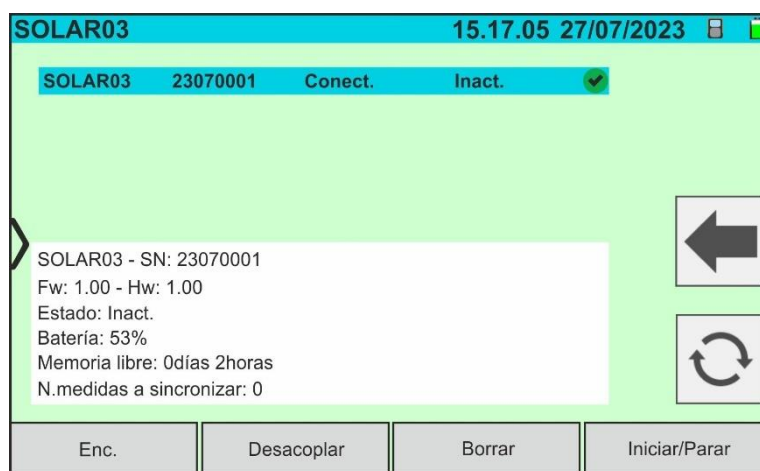 SOLAR03 15.17.05 27/07/2023
SOLAR03 23070001 Conect. Inact.
SOLAR03 - SN: 23070001
Fw: 1.00 - Hw: 1.00
Estado: Inact.
Batería: 53%
Memoria libre: 0días 2horas
N.medidas a sincronizar: 0
Enc. Desacoplar Borrar Iniciar/Parar